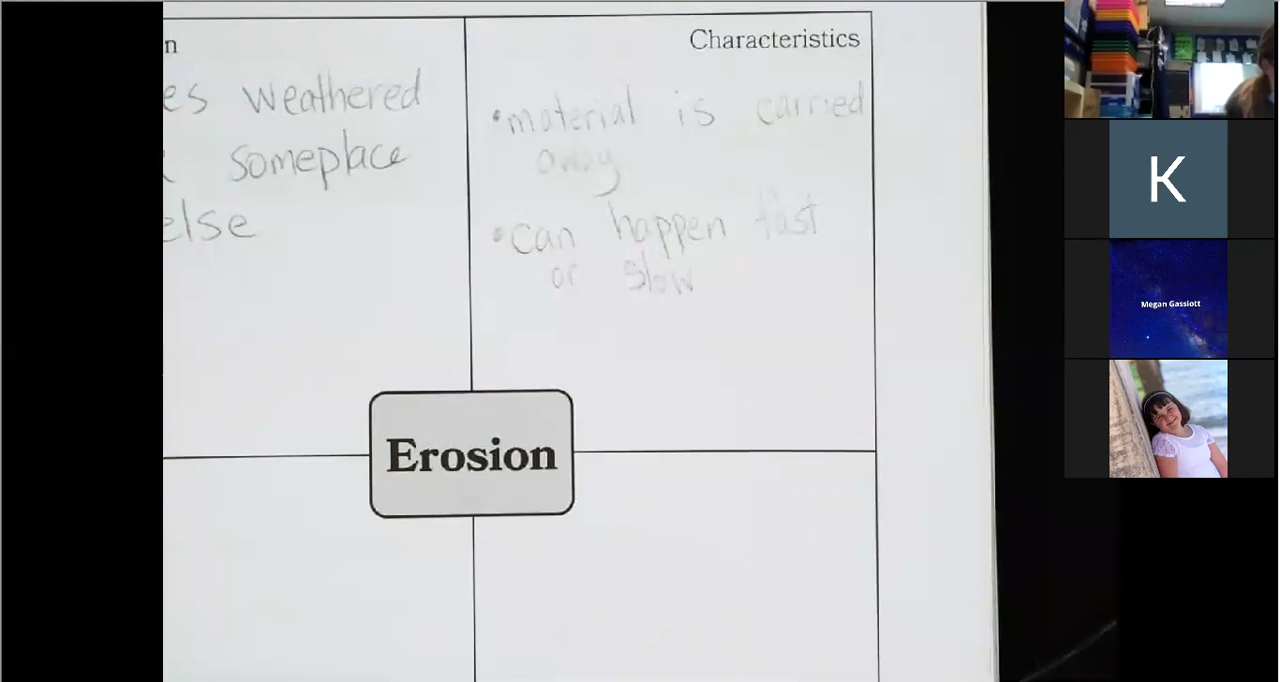 n
Characteristics
es weathered
someplace
else
•material is carried
away
•can happen fast
or slow
Erosion
K
Megan Gassiott